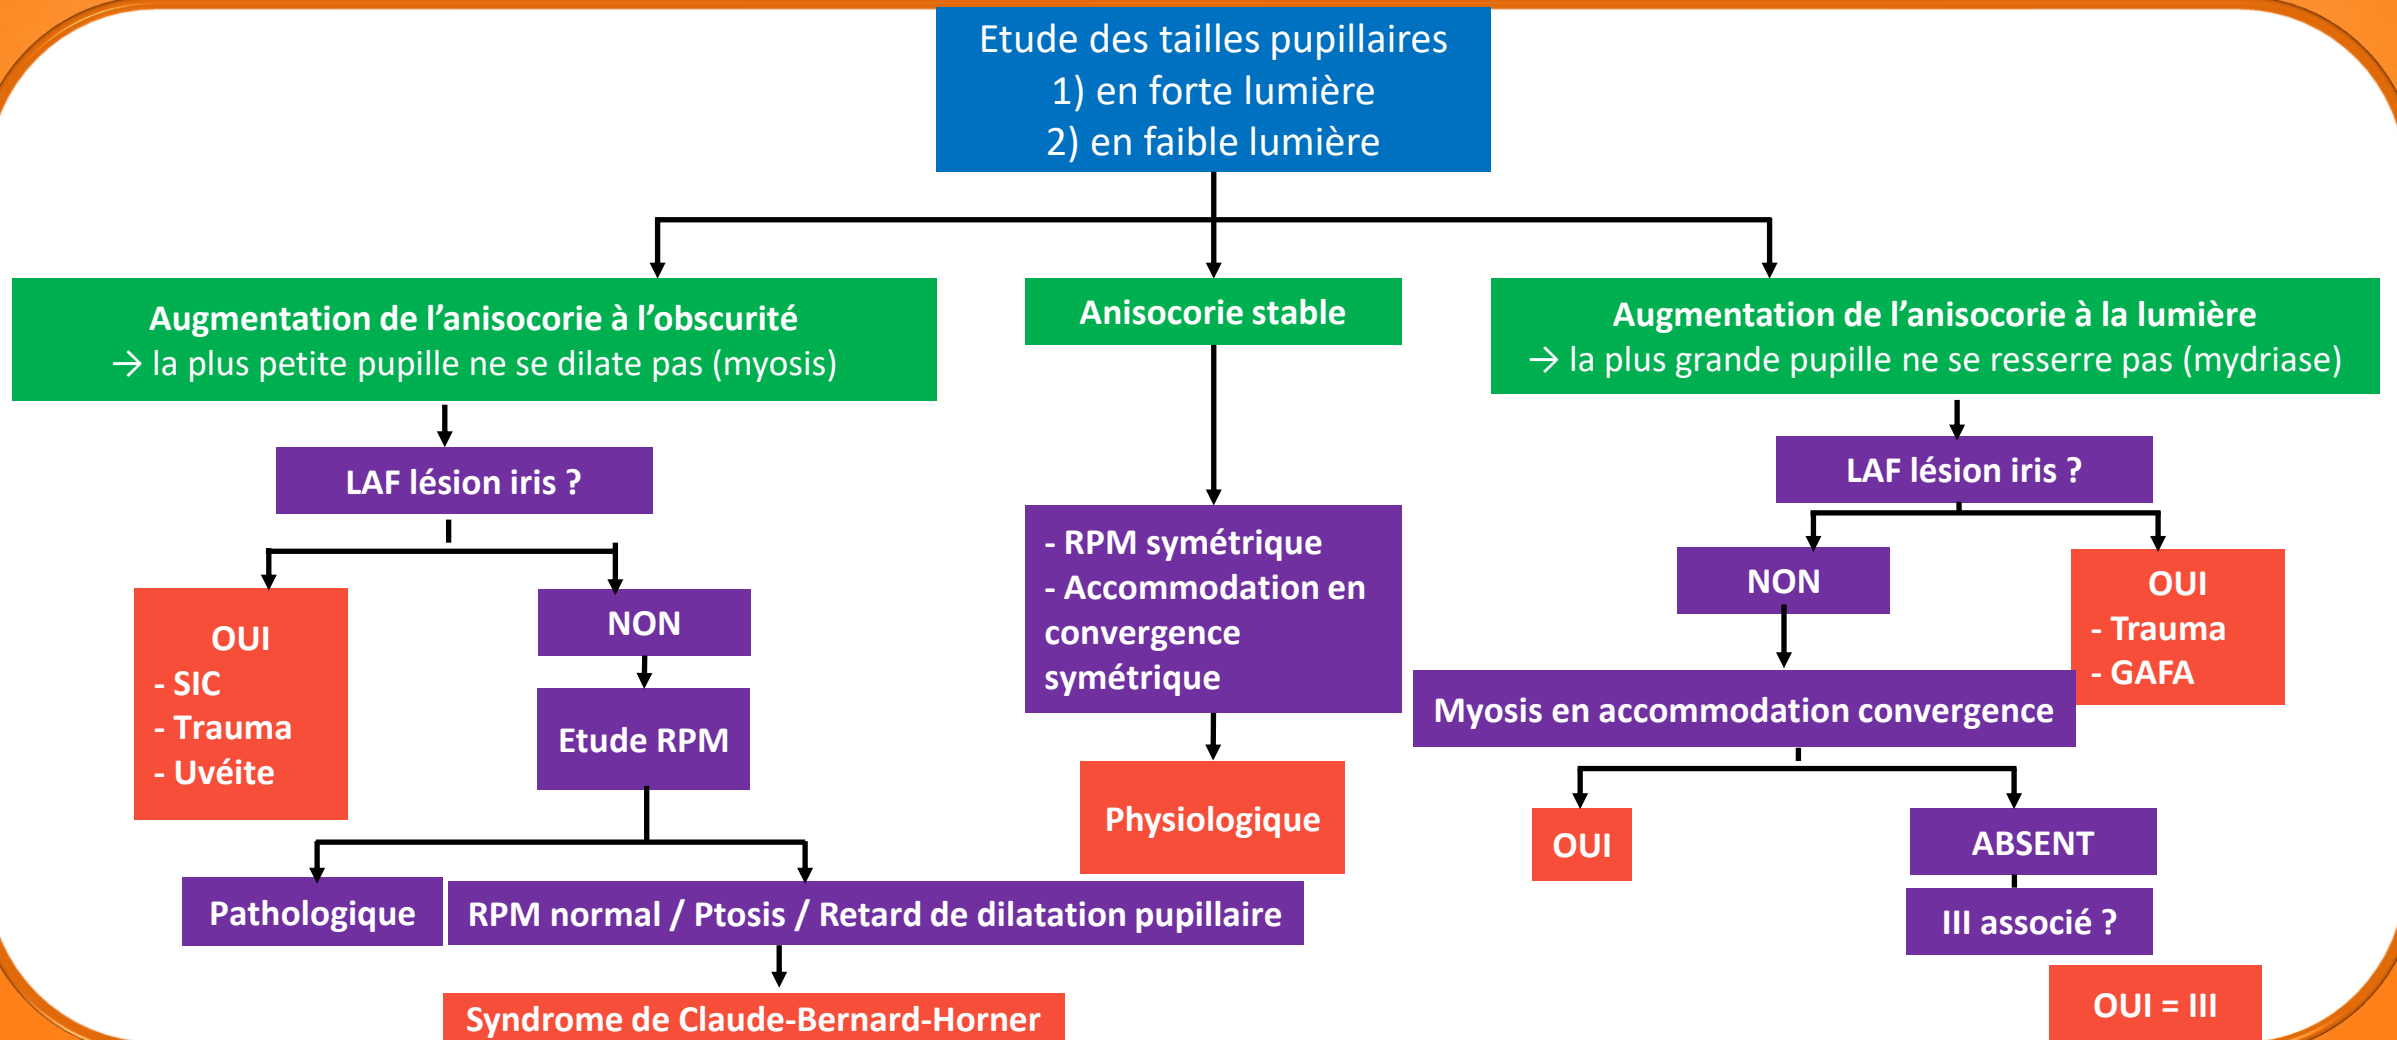 Etude des tailles pupillaires
1) en forte lumière
2) en faible lumière
Augmentation de l’anisocorie à l’obscurité
→ la plus petite pupille ne se dilate pas (myosis)
Anisocorie stable
Augmentation de l’anisocorie à la lumière
→ la plus grande pupille ne se resserre pas (mydriase)
LAF lésion iris ?
LAF lésion iris ?
OUI
- SIC
- Trauma
- Uvéite
NON
Etude RPM
- RPM symétrique
- Accommodation en
convergence
symétrique
NON
OUI
- Trauma
- GAFA
Myosis en accommodation convergence
Physiologique
OUI
ABSENT
Pathologique
RPM normal / Ptosis / Retard de dilatation pupillaire
III associé ?
Syndrome de Claude-Bernard-Horner
OUI = III